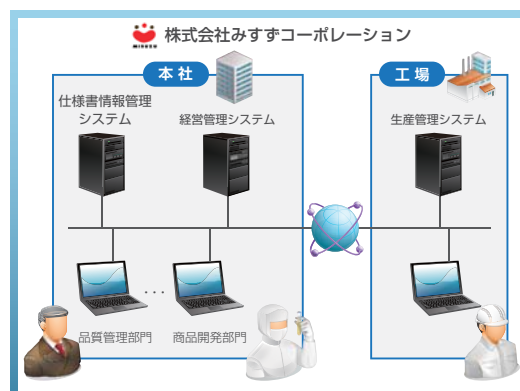 MISUZU
株式会社みすずコーポレーション
本社
工場
仕様書情報管理
システム
経営管理システム
生産管理システム
...
品質管理部門
商品開発部門